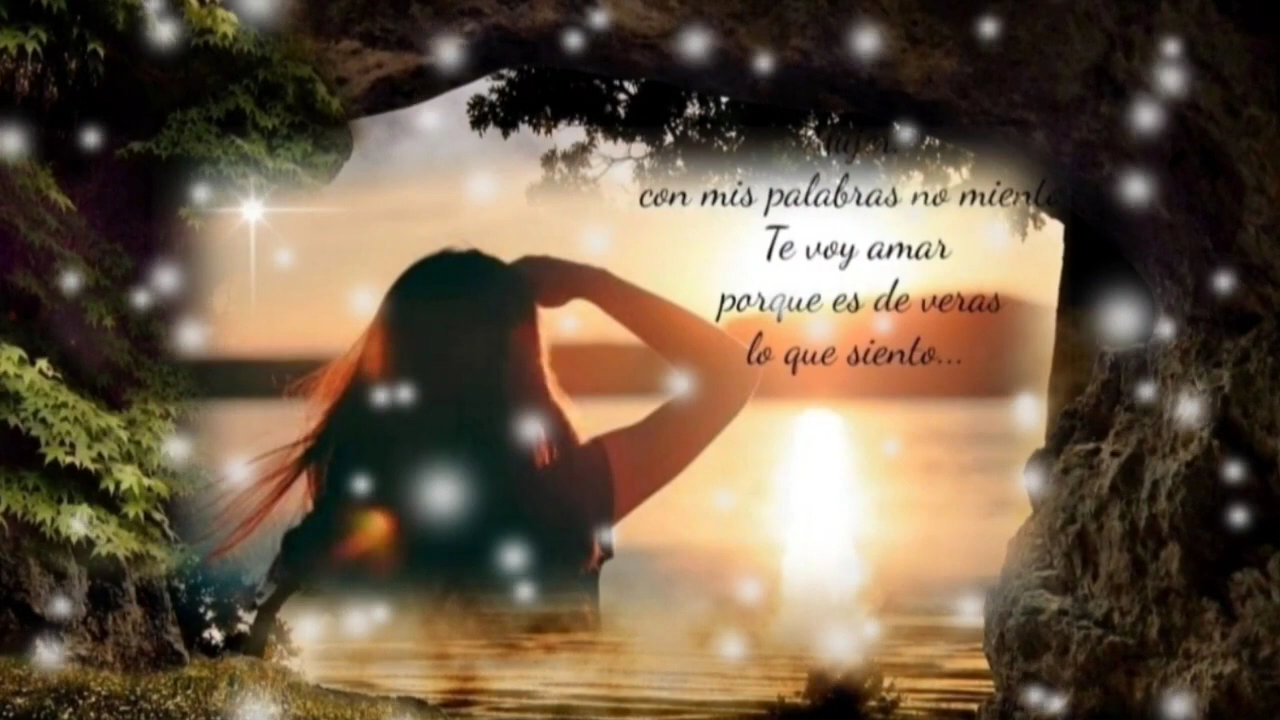 con mis palabras no miento
Te voy amar
porque es de veras
lo que siento...